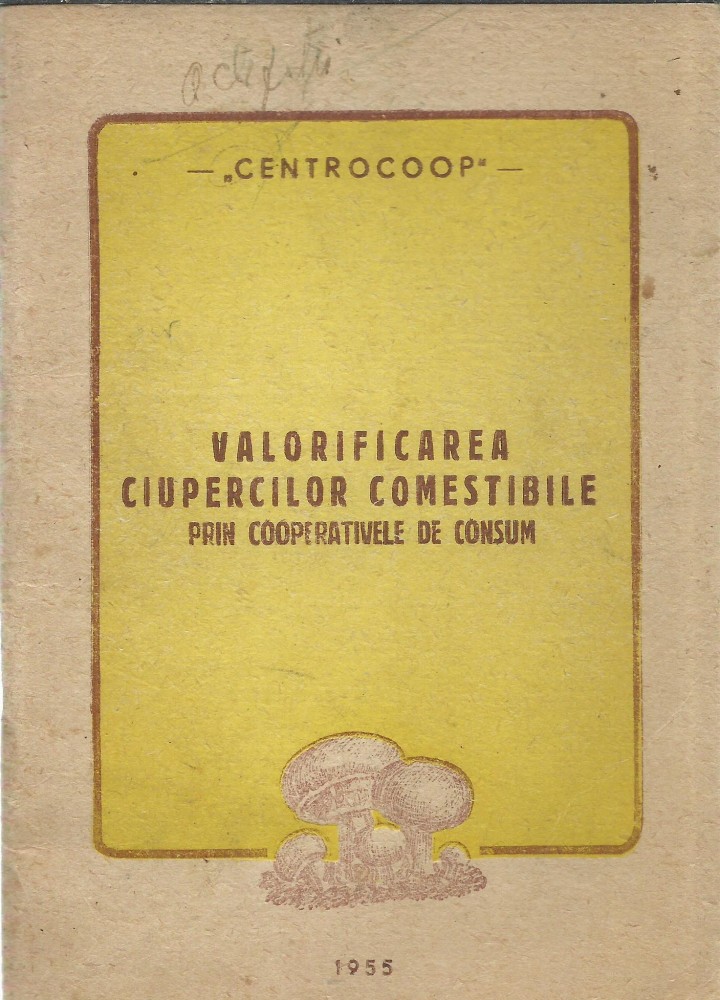 — „CENTROCOOP“ —
VALORIFICAREA
CIUPERCILOR COMESTIBILE
PRIN COOPERATIVELE DE CONSUM
1955